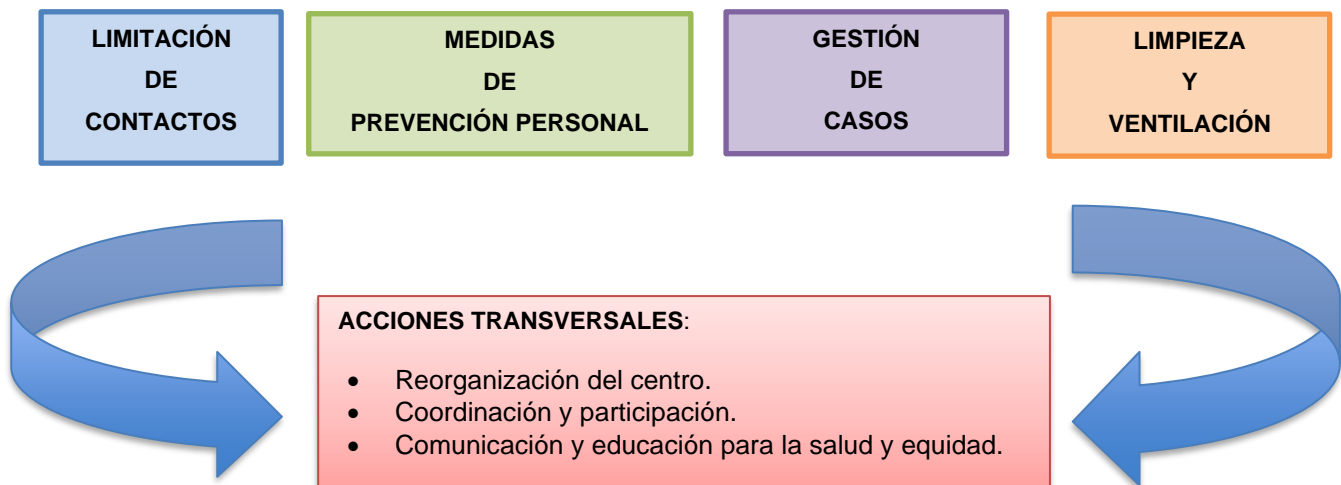 LIMITACIÓN
DE
CONTACTOS
MEDIDAS
DE
PREVENCIÓN PERSONAL
GESTIÓN
DE
CASOS
LIMPIEZA
Y
VENTILACIÓN
ACCIONES TRANSVERSALES:
• Reorganización del centro.
• Coordinación y participación.
• Comunicación y educación para la salud y equidad.